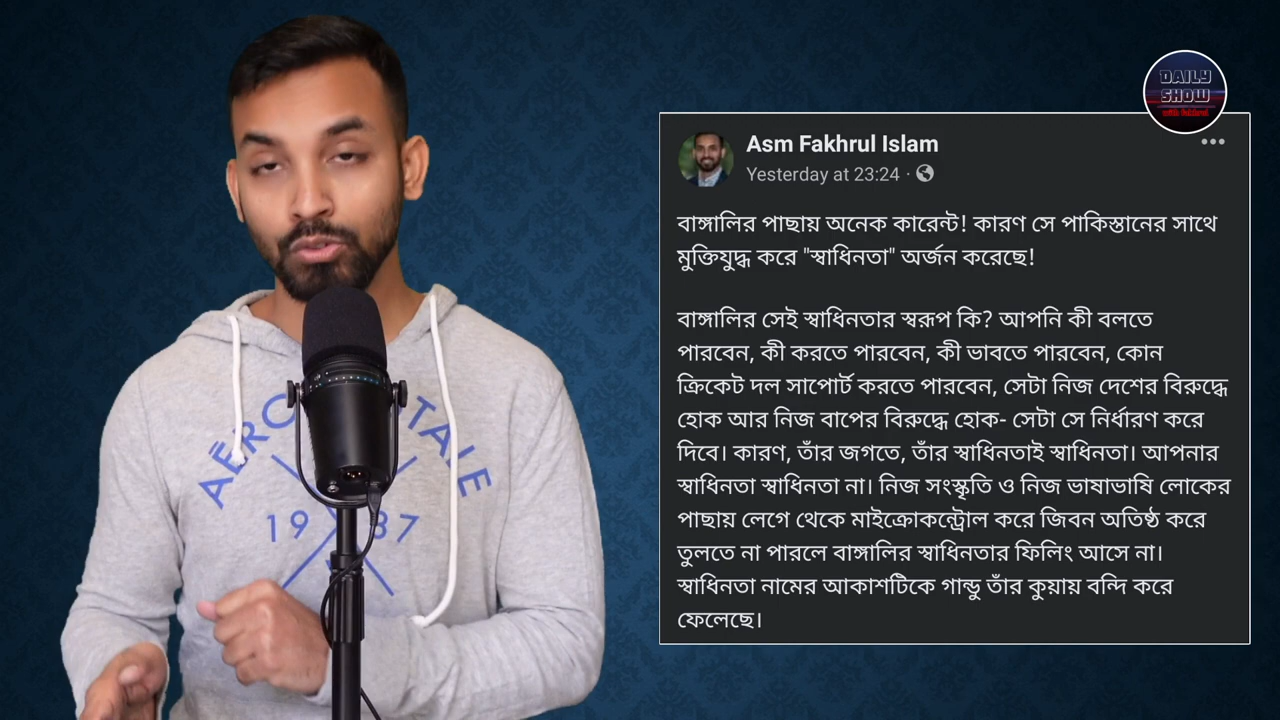 DAILY
SHOW
with fakhrul
Asm Fakhrul Islam
Yesterday at 23:24 ·
বাঙ্গালির পাছায় অনেক কারেন্ট! কারণ সে পাকিস্তানের সাথে
মুক্তিযুদ্ধ করে "স্বাধিনতা" অর্জন করেছে!
বাঙ্গালির সেই স্বাধিনতার স্বরূপ কি? আপনি কী বলতে
পারবেন, কী করতে পারবেন, কী ভাবতে পারবেন, কোন
ক্রিকেট দল সাপোর্ট করতে পারবেন, সেটা নিজ দেশের বিরুদ্ধে
হোক আর নিজ বাপের বিরুদ্ধে হোক- সেটা সে নির্ধারণ করে
দিবে। কারণ, তাঁর জগতে, তাঁর স্বাধিনতাই স্বাধিনতা। আপনার
স্বাধিনতা স্বাধিনতা না। নিজ সংস্কৃতি ও নিজ ভাষাভাষি লোকের
পাছায় লেগে থেকে মাইক্রোকন্ট্রোল করে জিবন অতিষ্ঠ করে
তুলতে না পারলে বাঙ্গালির স্বাধিনতার ফিলিং আসে না।
স্বাধিনতা নামের আকাশটিকে গান্ডু তাঁর কুয়ায় বন্দি করে
ফেলেছে।
19 87